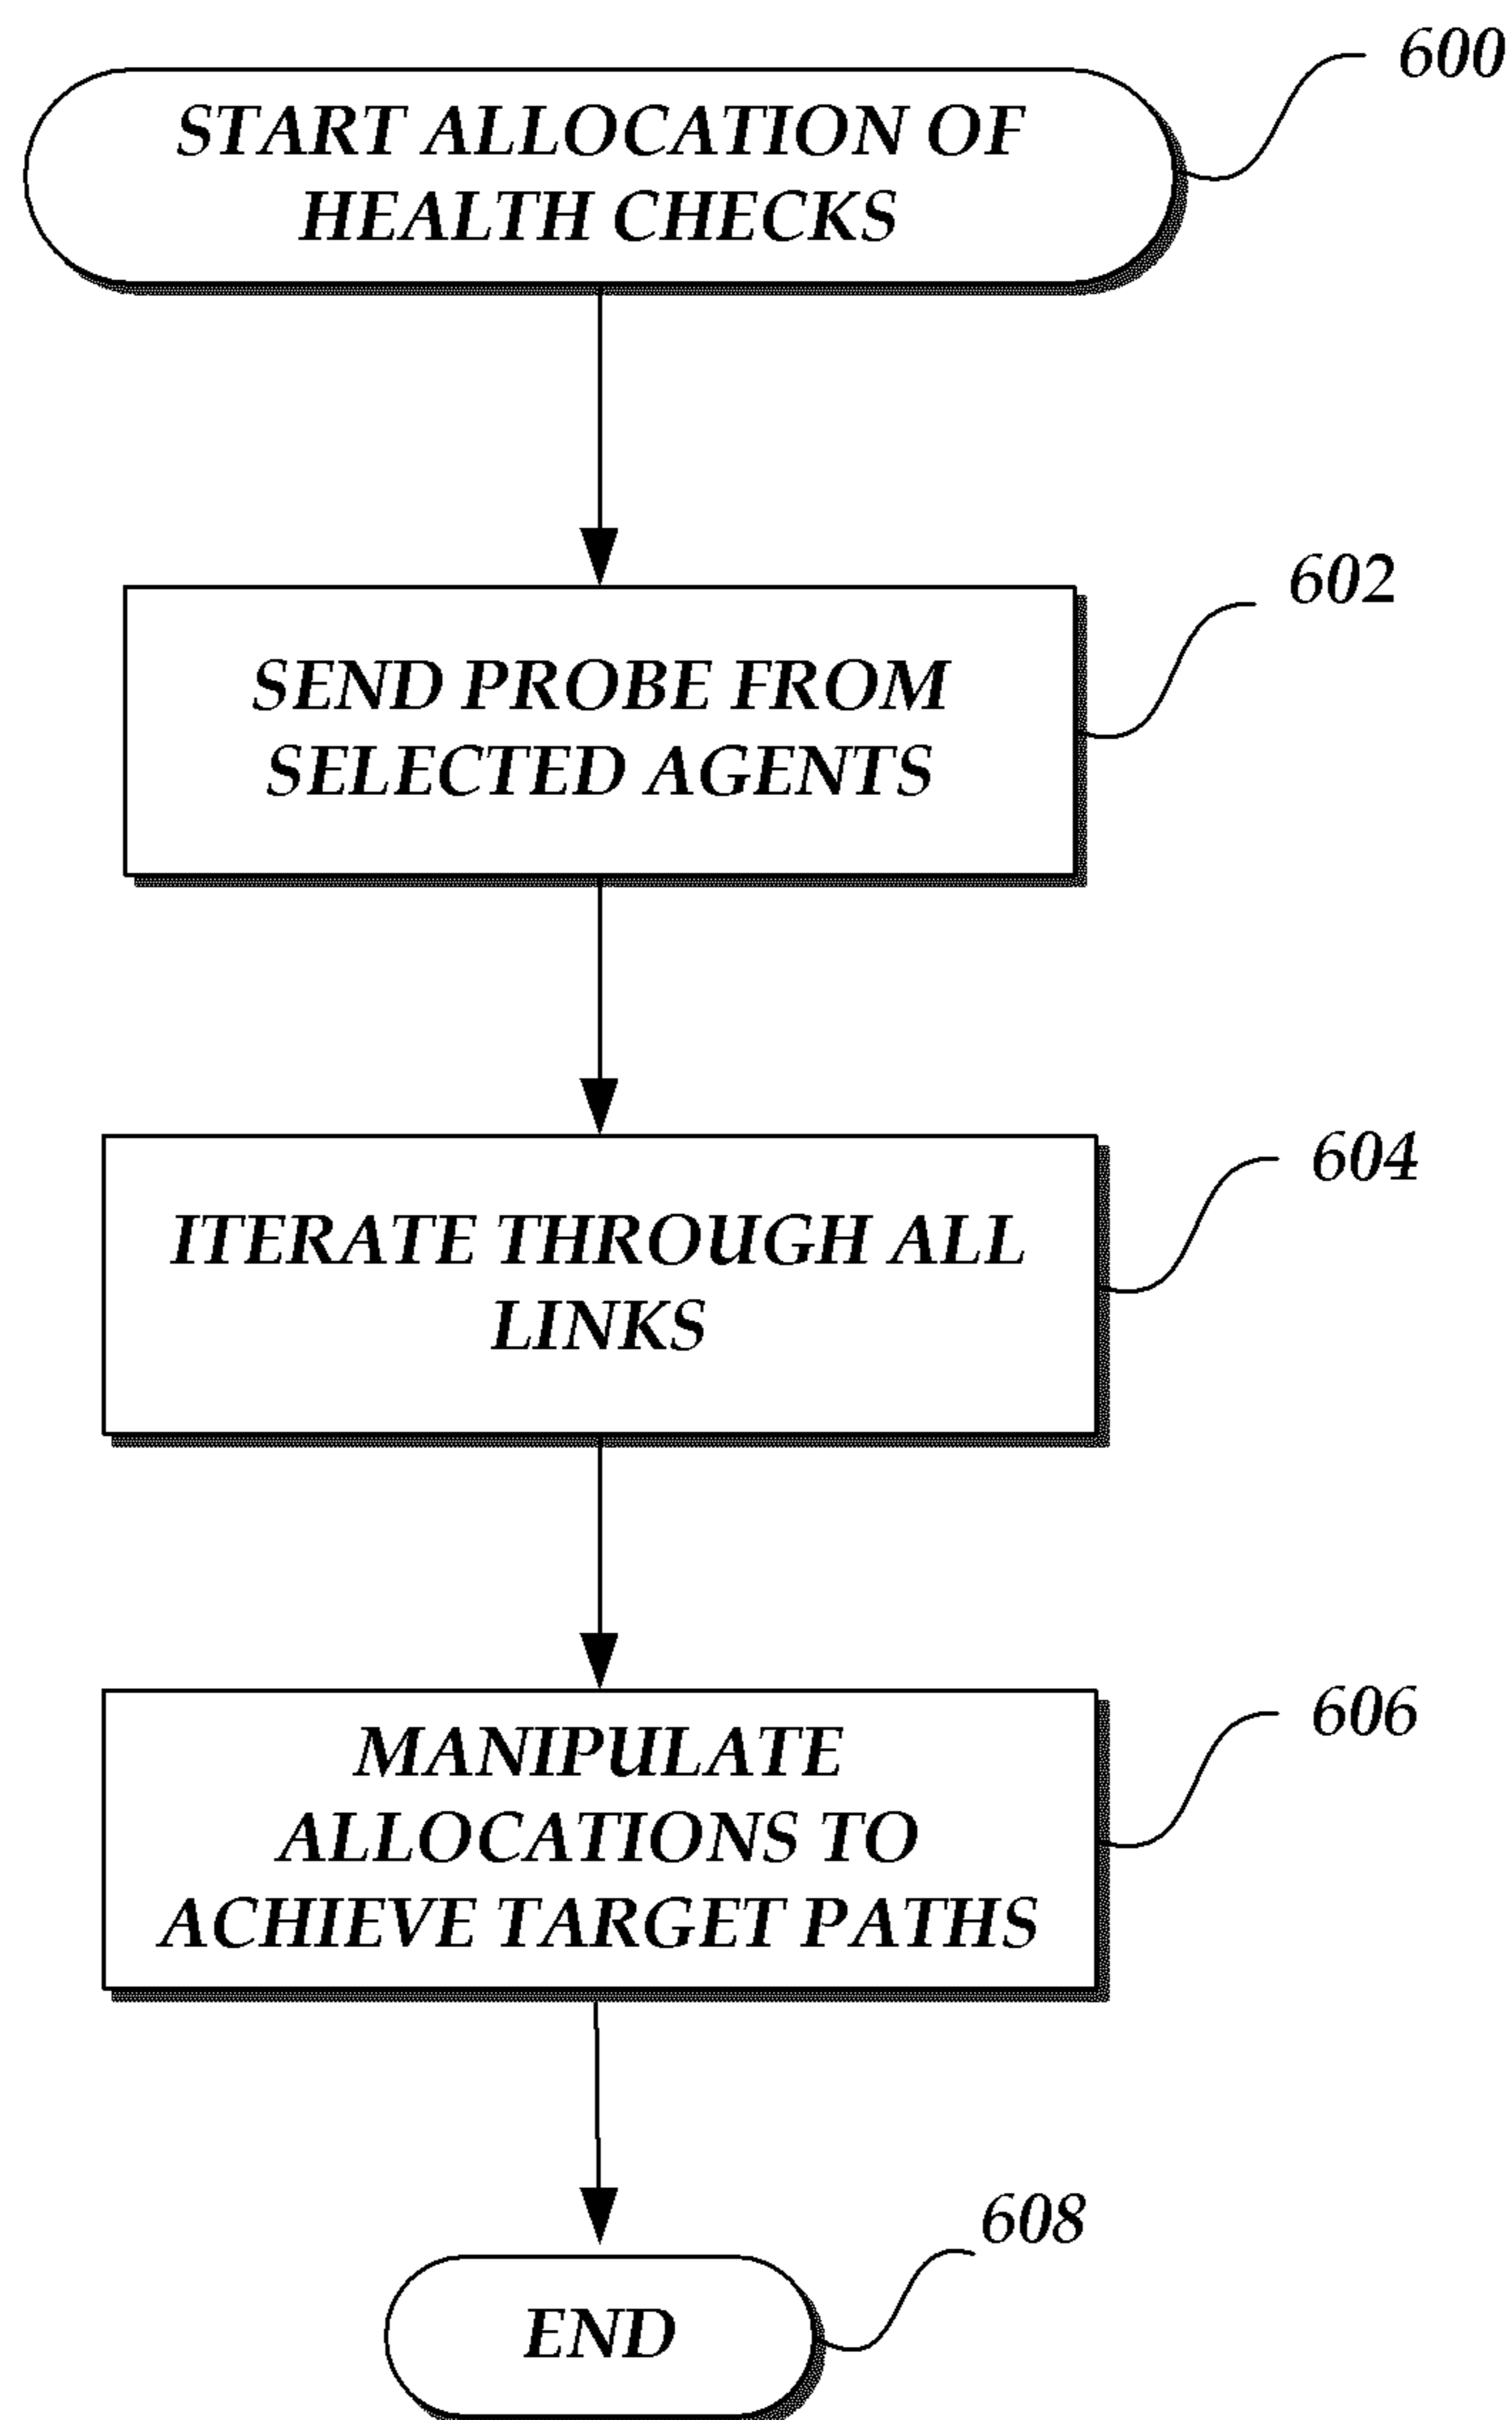 600
START ALLOCATION OF
HEALTH CHECKS
602
SEND PROBE FROM
SELECTED AGENTS
604
ITERATE THROUGH ALL
LINKS
606
MANIPULATE
ALLOCATIONS TO
ACHIEVE TARGET PATHS
608
END